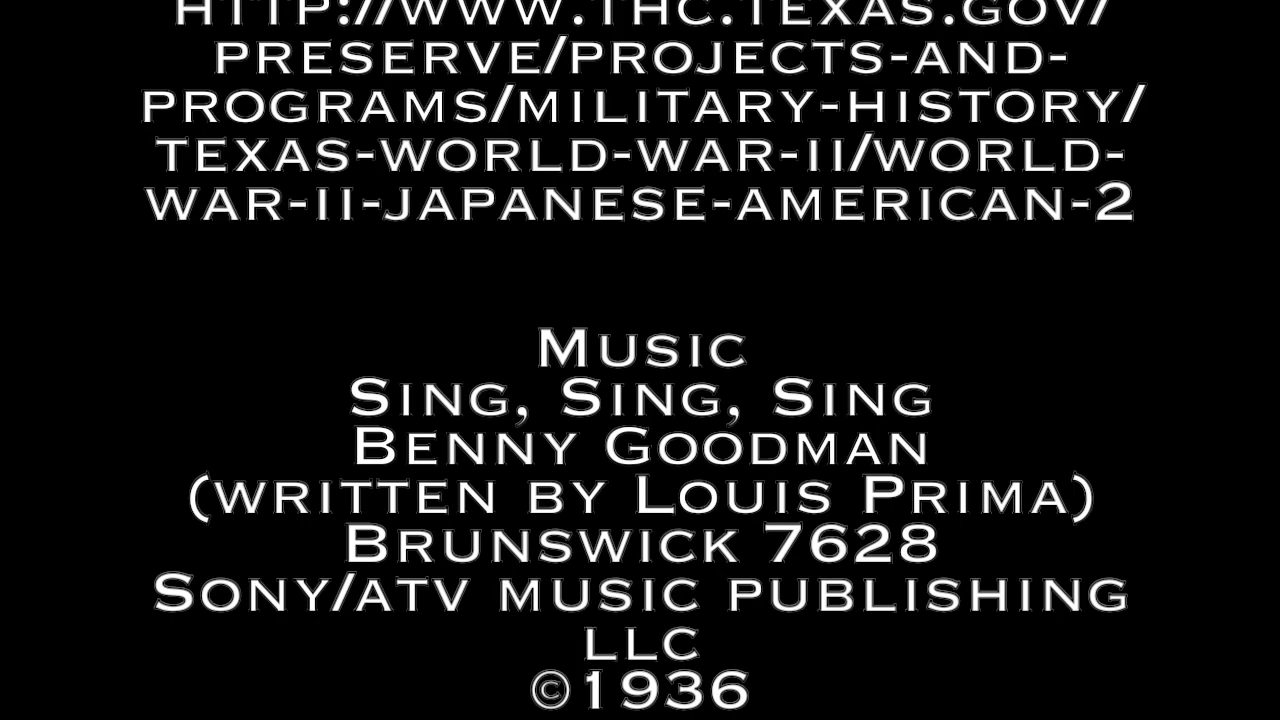 HTTP://WWW.THC.TEXAS.GOV/
PRESERVE/PROJECTS-AND-
PROGRAMS/MILITARY-HISTORY/
TEXAS-WORLD-WAR-II/WORLD-
WAR-II-JAPANESE-AMERICAN-2
Music
Sing, Sing, Sing
Benny Goodman
(written by Louis Prima)
Brunswick 7628
Sony/atv music publishing
llc
©1936